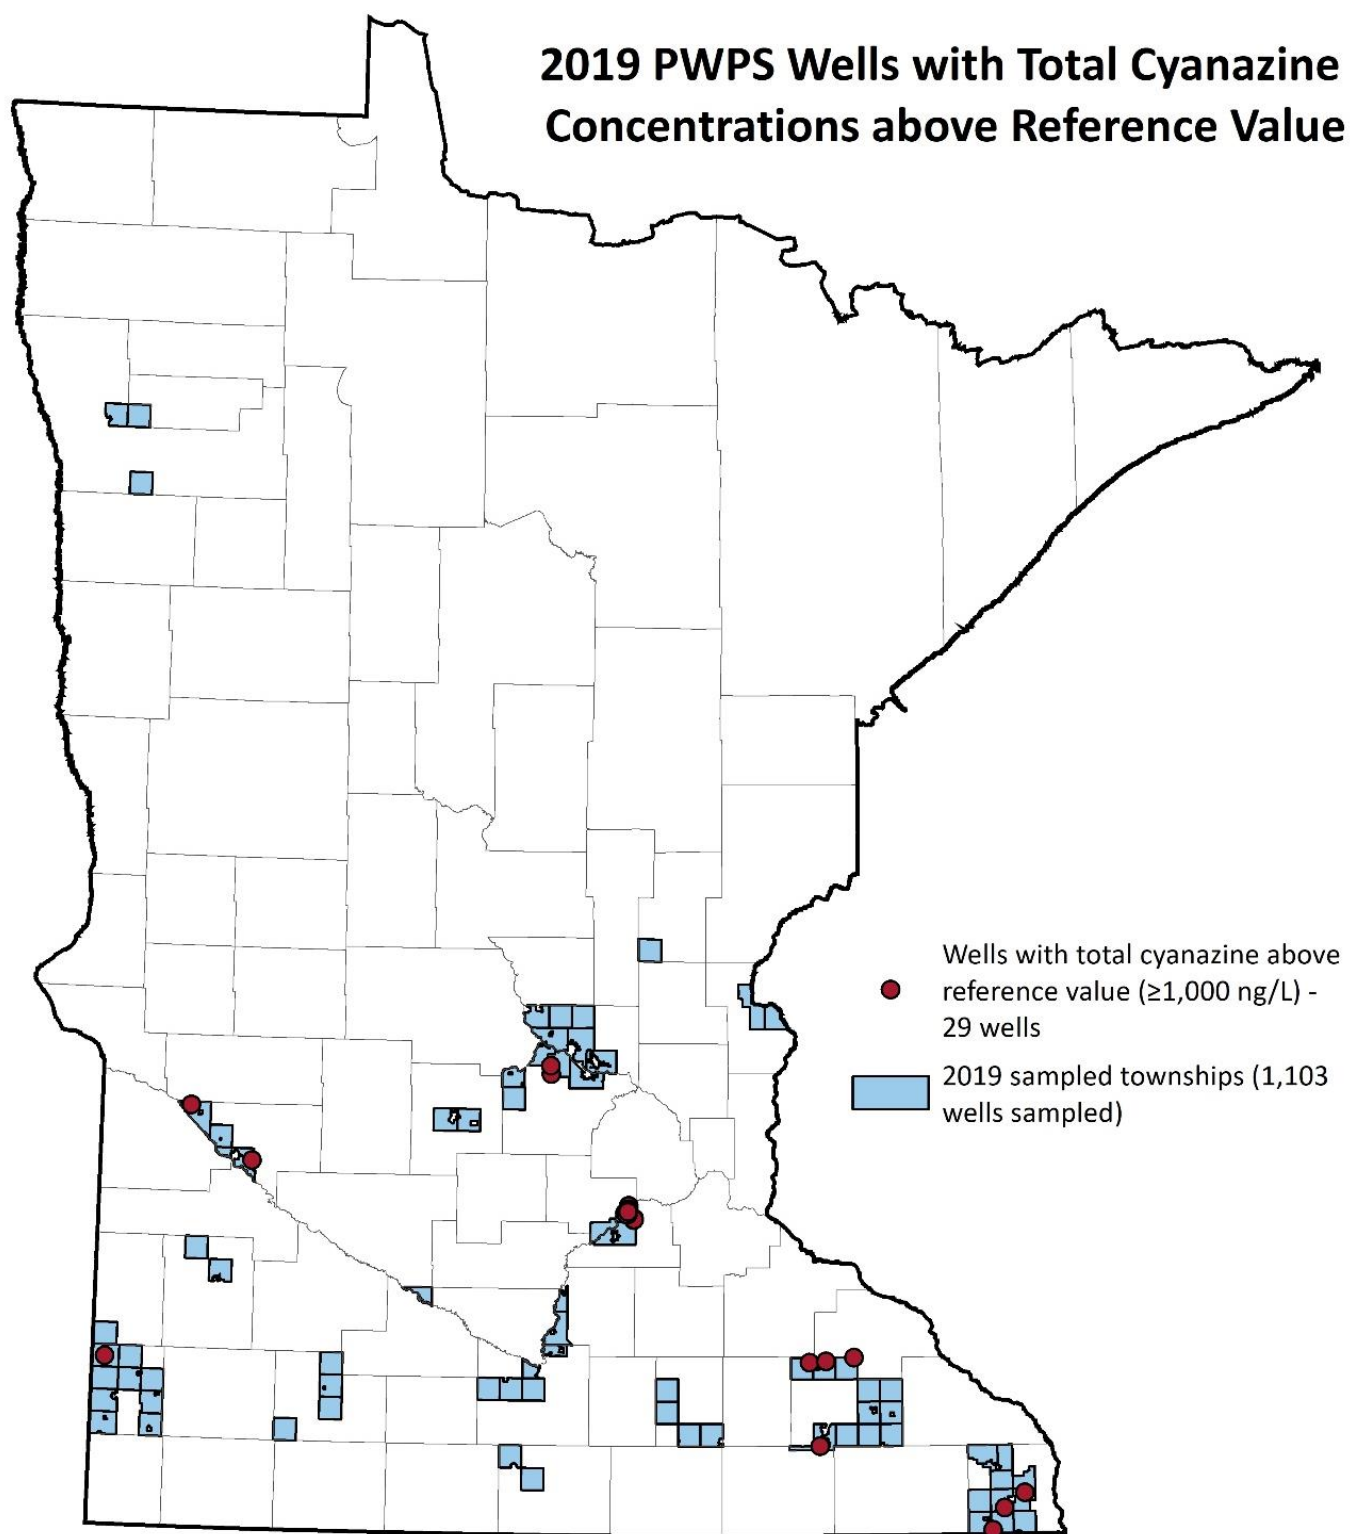 2019 PWPS Wells with Total Cyanazine
Concentrations above Reference Value
Wells with total cyanazine above
reference value (≥1,000 ng/L) -
29 wells
2019 sampled townships (1,103
wells sampled)